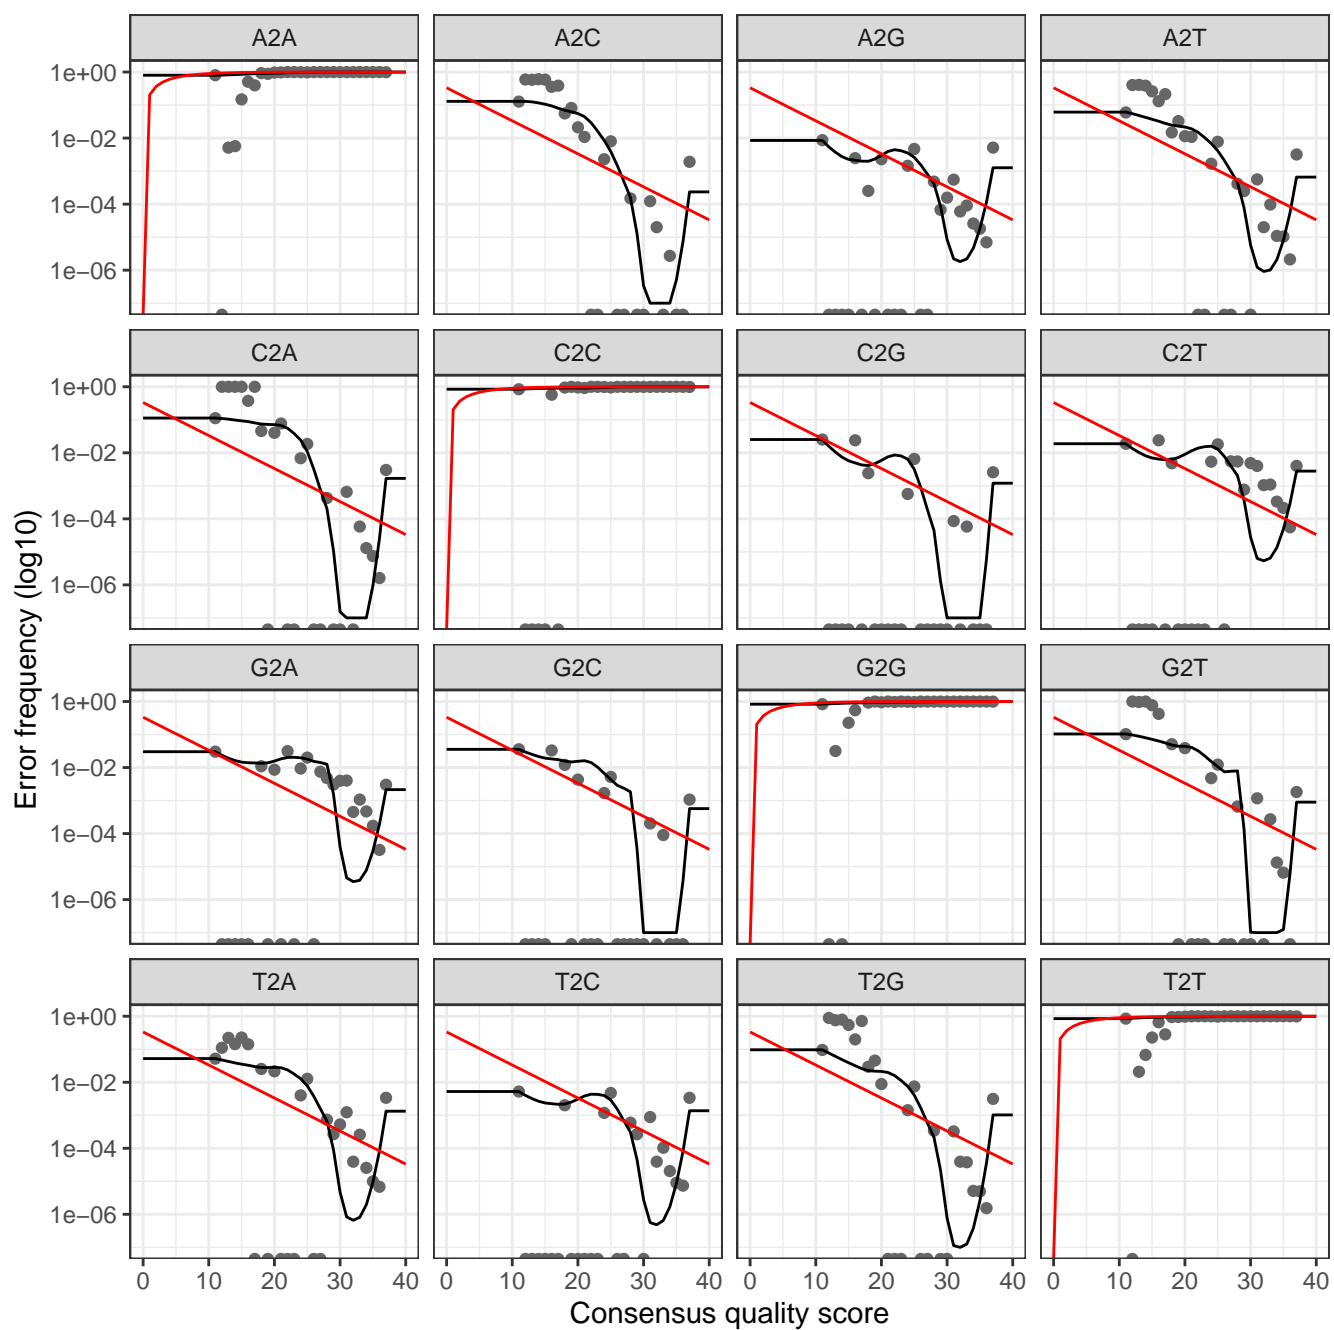 A2A A2C A2G A2T
1e+00
1e-02
1e-04
1e-06
C2A C2C C2G C2T
1e+00
1e-02
1e-04
1e-06
G2A G2C G2G G2T
1e+00
1e-02
1e-04
1e-06
T2A T2C T2G T2T
1e+00
1e-02
1e-04
1e-06
0 10 20 30 40 0 10 20 30 40 0 10 20 30 40 0 10 20 30 40
Consensus quality score
Error frequency (log10)